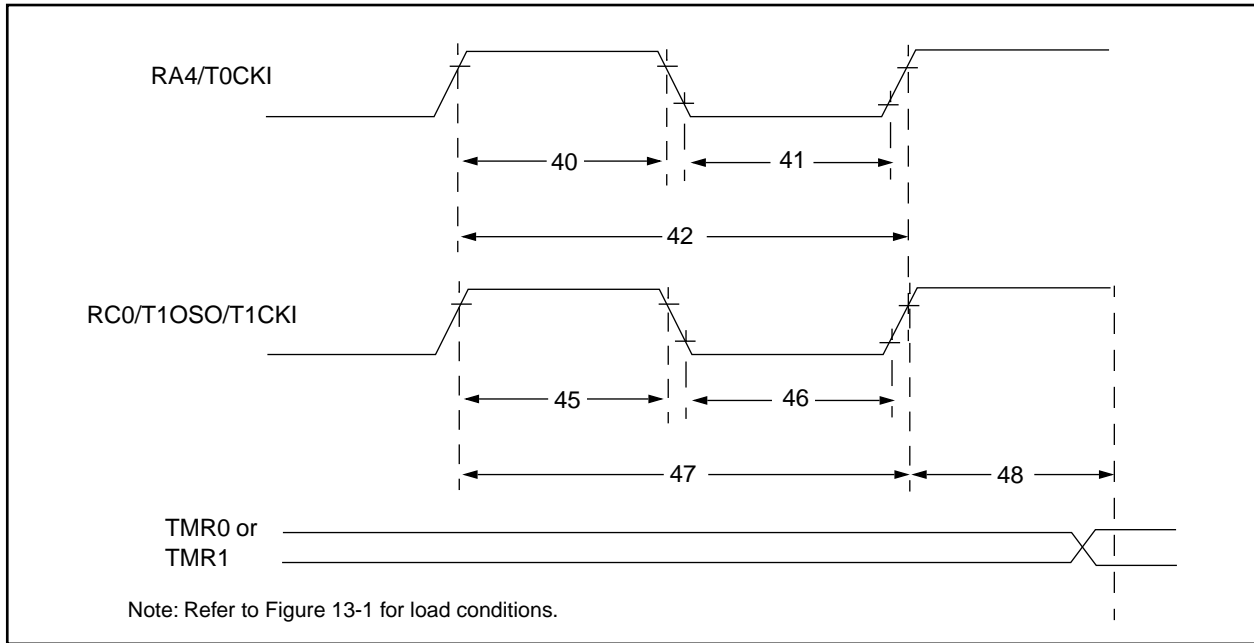 RA4/T0CKI
40
41
42
RC0/T1OSO/T1CKI
45
46
47
48
TMR0 or
TMR1
Note: Refer to Figure 13-1 for load conditions.